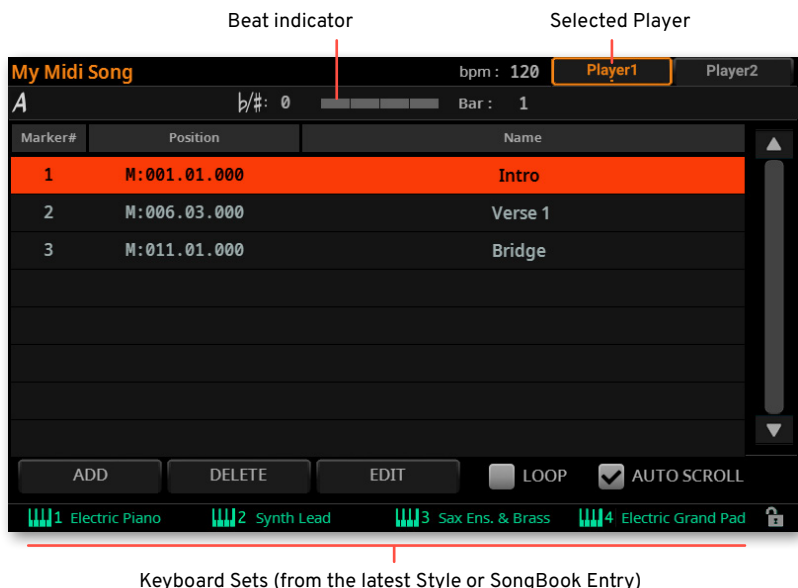 Beat indicator Selected Player
My Midi Song bpm: 120 Player1 Player2
A b/#: 0 Bar: 1
Marker# Position Name
1 M:001.01.000 Intro
2 M:006.03.000 Verse 1
3 M:011.01.000 Bridge
ADD DELETE EDIT LOOP AUTO SCROLL
1 Electric Piano 2 Synth Lead 3 Sax Ens. & Brass 4 Electric Grand Pad
Keyboard Sets (from the latest Style or SongBook Entry)